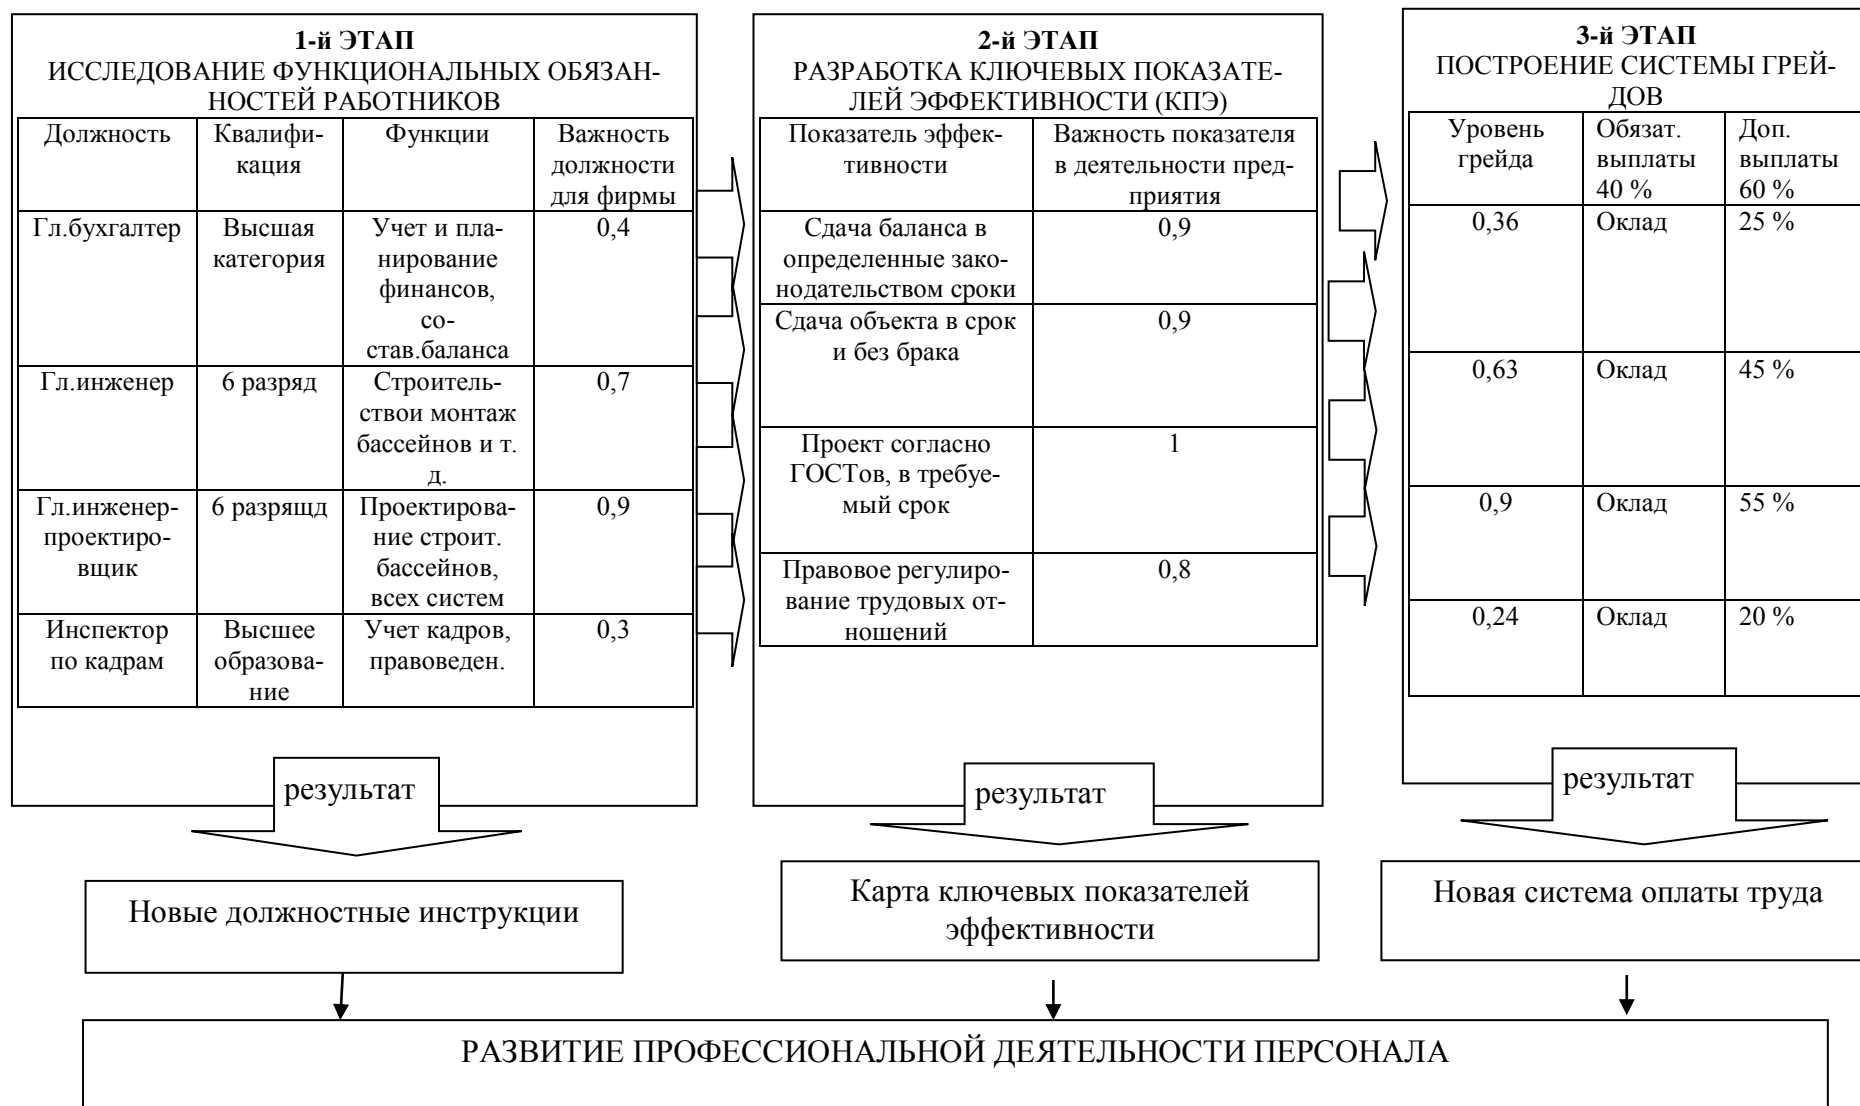 1-й ЭТАП
ИССЛЕДОВАНИЕ ФУНКЦИОНАЛЬНЫХ ОБЯЗАН-
НОСТЕЙ РАБОТНИКОВ
Должность
Квалифи-
кация
Функции
Важность
должности
для фирмы
Гл.бухгалтер
Высшая
категория
Учет и пла-
нирование
финансов,
со-
став.баланса
0,4
Гл.инженер
6 разряд
Строитель-
ствои монтаж
бассейнов и т.
д.
0,7
Гл.инженер-
проектиро-
вщик
6 разрящд
Проектирова-
ние строит.
бассейнов,
всех систем
0,9
Инспектор
по кадрам
Высшее
образова-
ние
Учет кадров,
правоведен.
0,3
результат
Новые должностные инструкции
2-й ЭТАП
РАЗРАБОТКА КЛЮЧЕВЫХ ПОКАЗАТЕ-
ЛЕЙ ЭФФЕКТИВНОСТИ (КПЭ)
Показатель эффек-
тивности
Важность показателя
в деятельности пред-
приятия
Сдача баланса в
определенные зако-
нодательством сроки
0,9
Сдача объекта в срок
и без брака
0,9
Проект согласно
ГОСТов, в требуе-
мый срок
1
Правовое регулиро-
вание трудовых от-
ношений
0,8
результат
Карта ключевых показателей
эффективности
3-й ЭТАП
ПОСТРОЕНИЕ СИСТЕМЫ ГРЕЙ-
ДОВ
Уровень
грейда
Обязат.
выплаты
40 %
Доп.
выплаты
60 %
0,36
Оклад
25 %
0,63
Оклад
45 %
0,9
Оклад
55 %
0,24
Оклад
20 %
результат
Новая система оплаты труда
РАЗВИТИЕ ПРОФЕССИОНАЛЬНОЙ ДЕЯТЕЛЬНОСТИ ПЕРСОНАЛА